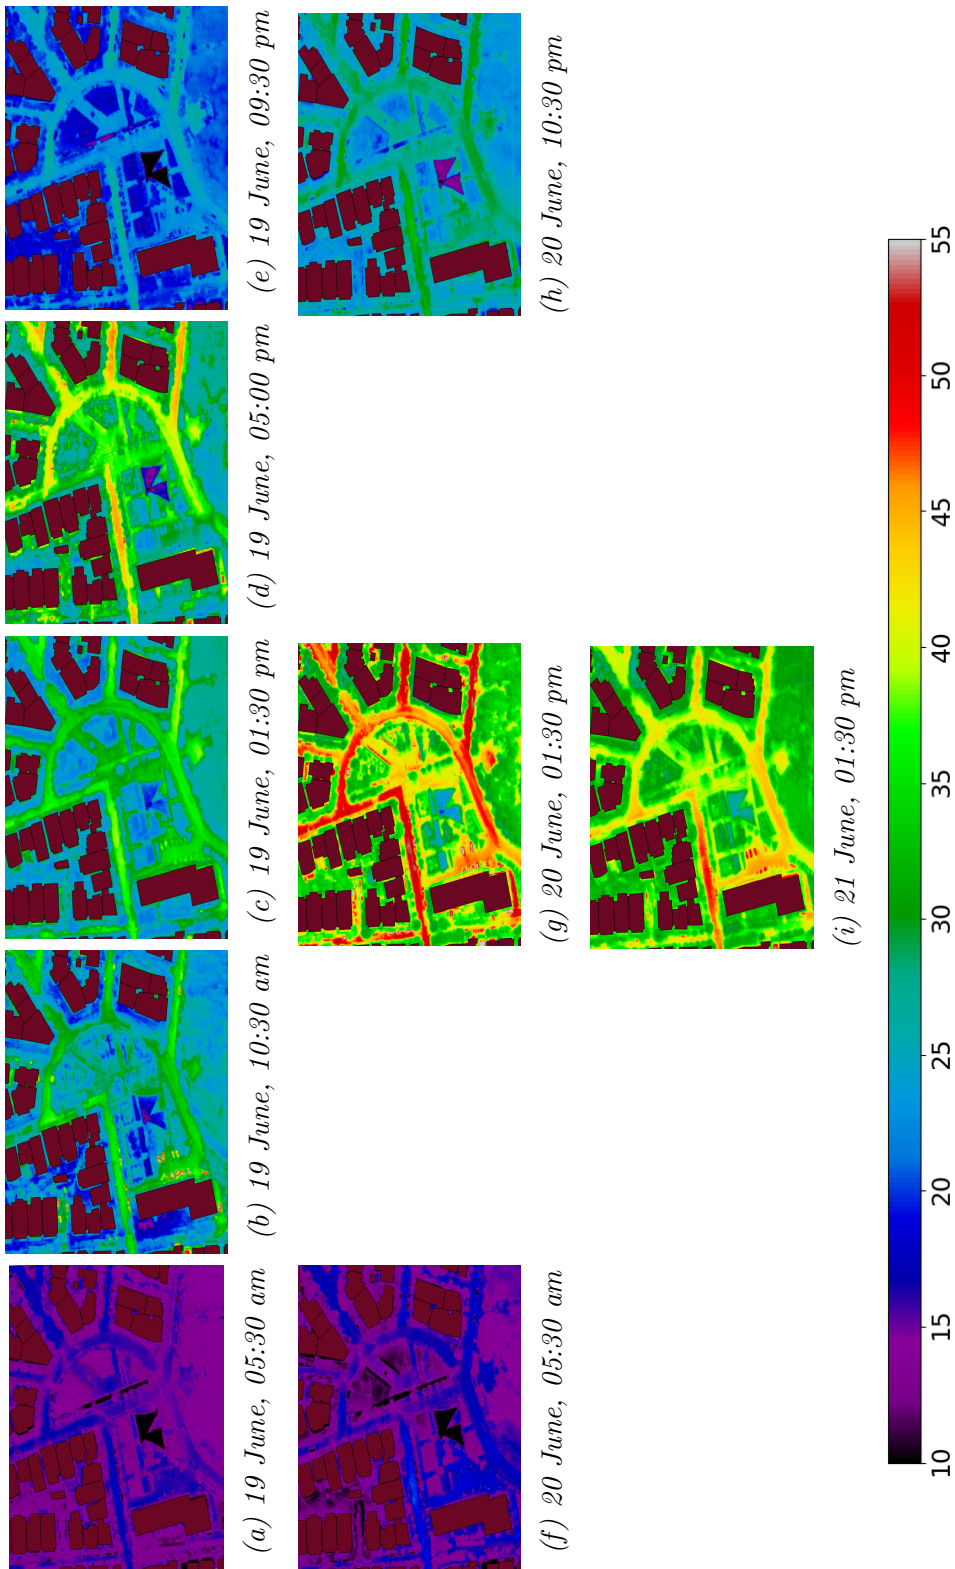 (a) 19 June, 05:30 am
(b) 19 June, 10:30 am
(c) 19 June, 01:30 pm
(d) 19 June, 05:00 pm
(e) 19 June, 09:30 pm
(f) 20 June, 05:30 am
(g) 20 June, 01:30 pm
(h) 20 June, 10:30 pm
(i) 21 June, 01:30 pm
10 15 20 25 30 35 40 45 50 55